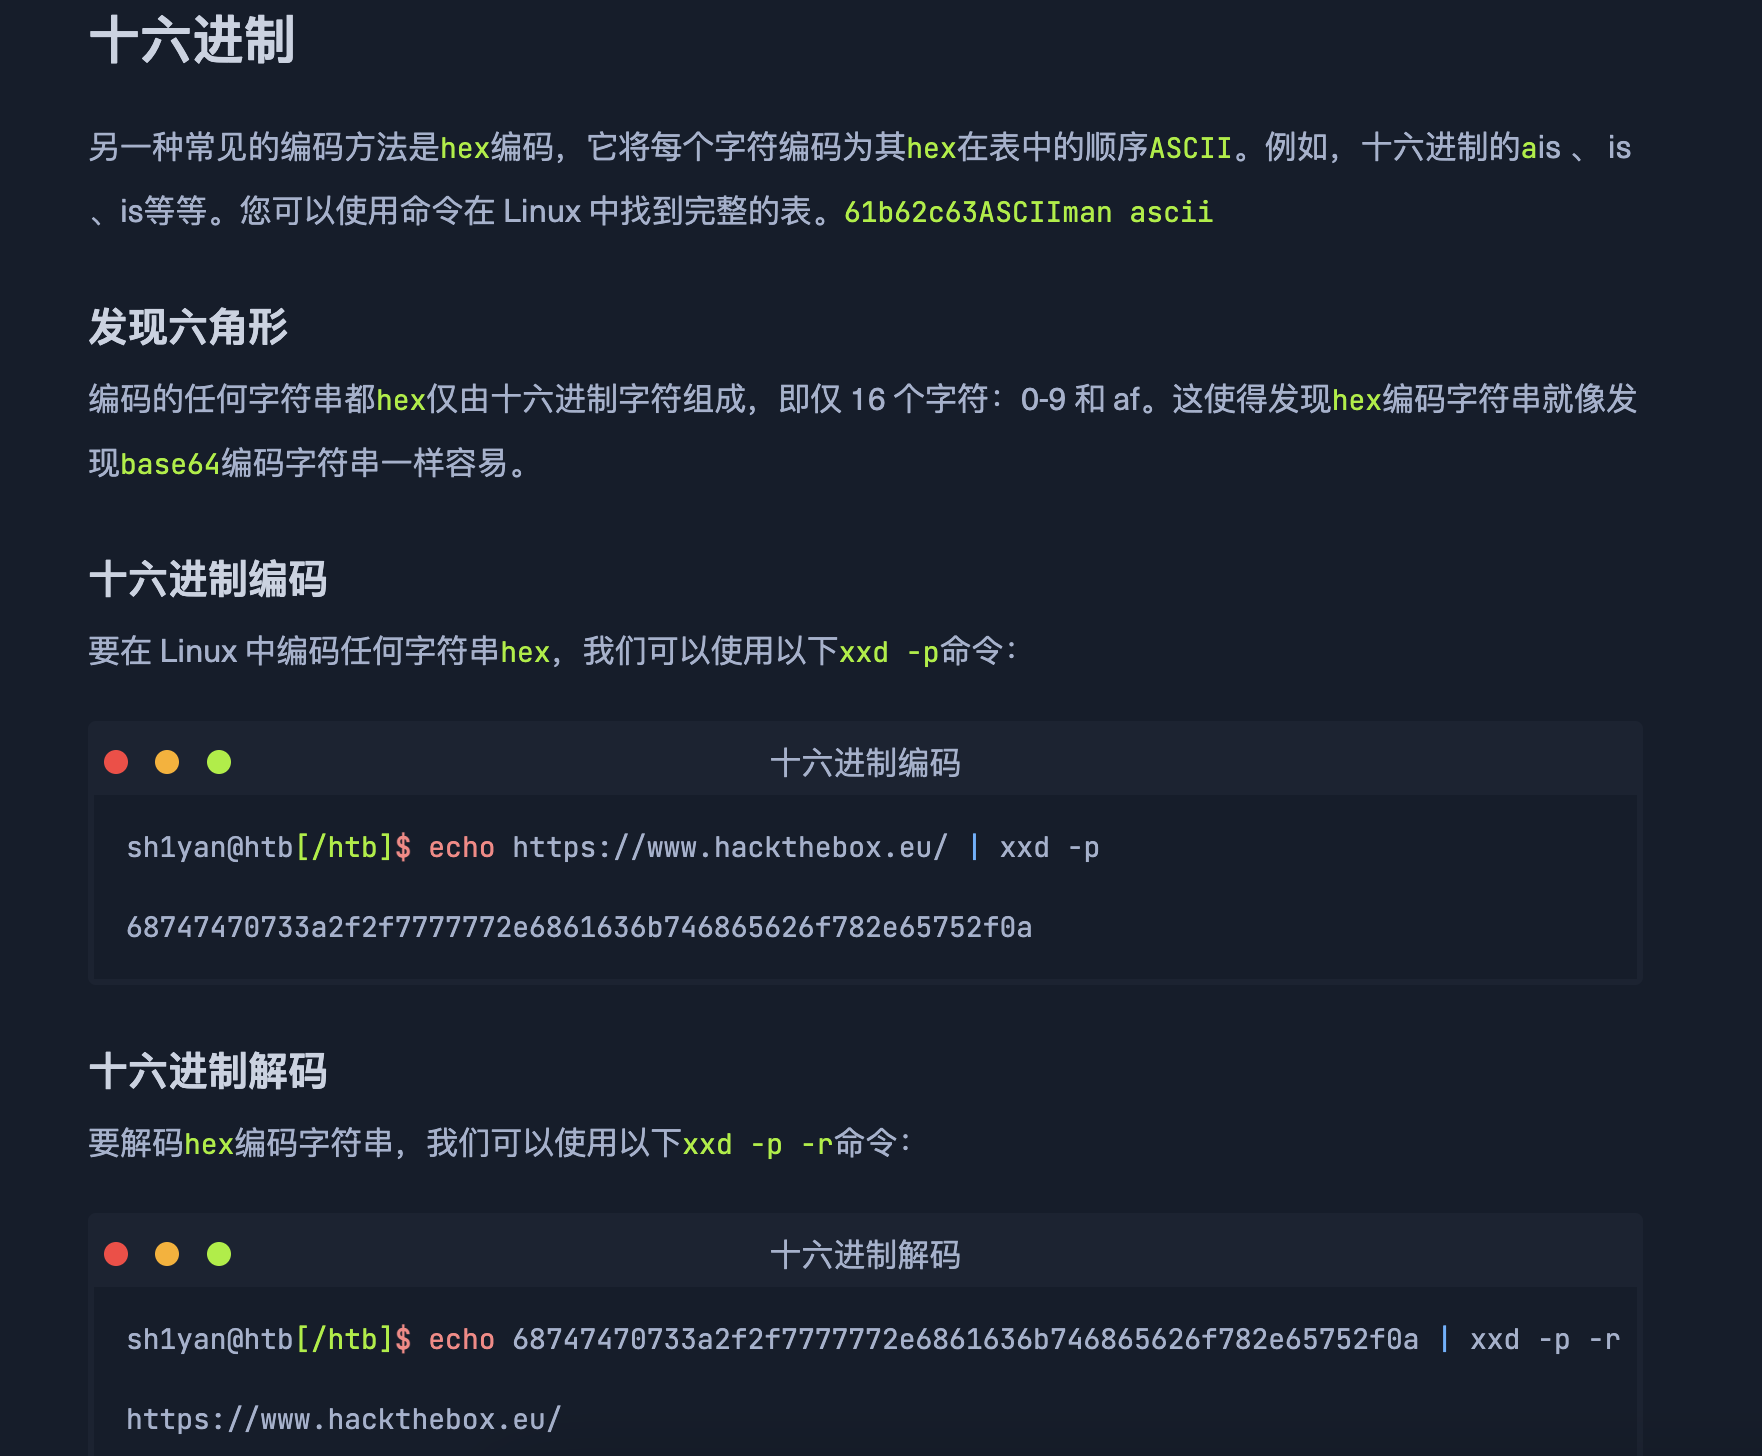 十六进制
另一种常见的编码方法是hex编码，它将每个字符编码为其hex在表中的顺序ASCII。例如，十六进制的ais 、 is
、is等等。您可以使用命令在 Linux 中找到完整的表。61b62c63ASCIIman ascii
发现六角形
编码的任何字符串都hex仅由十六进制字符组成，即仅 16 个字符：0-9 和 af。这使得发现hex编码字符串就像发
现base64编码字符串一样容易。
十六进制编码
要在 Linux 中编码任何字符串hex，我们可以使用以下xxd -p命令：
十六进制编码
sh1yan@htb[/htb]$ echo https://www.hackthebox.eu/ | xxd -p
68747470733a2f2f7777772e6861636b746865626f782e65752f0a
十六进制解码
要解码hex编码字符串，我们可以使用以下xxd -p -r命令：
十六进制解码
sh1yan@htb[/htb]$ echo 68747470733a2f2f7777772e6861636b746865626f782e65752f0a | xxd -p -r
https://www.hackthebox.eu/